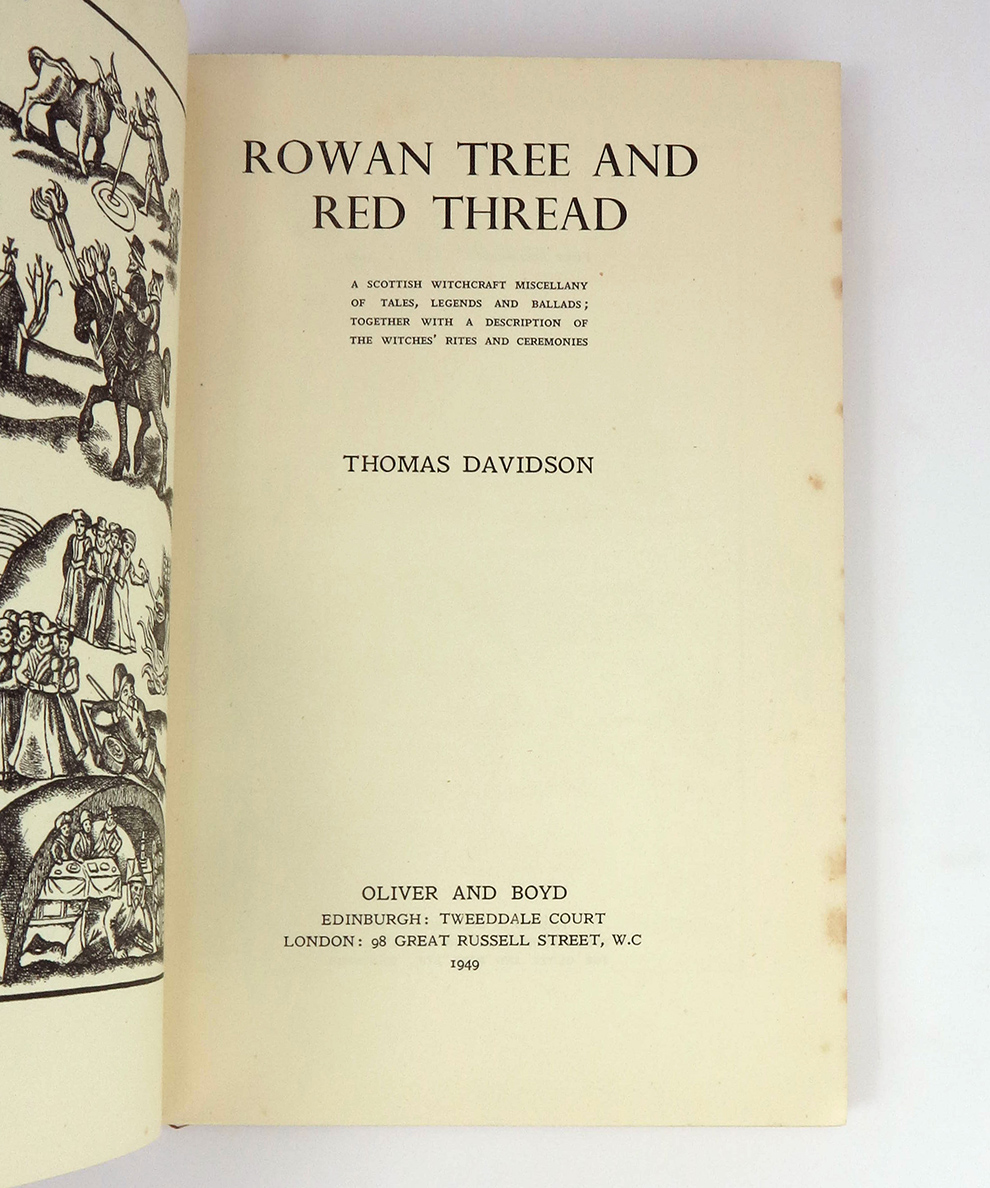 ROWAN TREE AND
RED THREAD
A SCOTTISH WITCHCRAFT MISCELLANY
OF TALES, LEGENDS AND BALLADS;
TOGETHER WITH A DESCRIPTION OF
THE WITCHES' RITES AND CEREMONIES
THOMAS DAVIDSON
OLIVER AND BOYD
EDINBURGH: TWEEDDALE COURT
LONDON: 98 GREAT RUSSELL STREET, W.C
1949